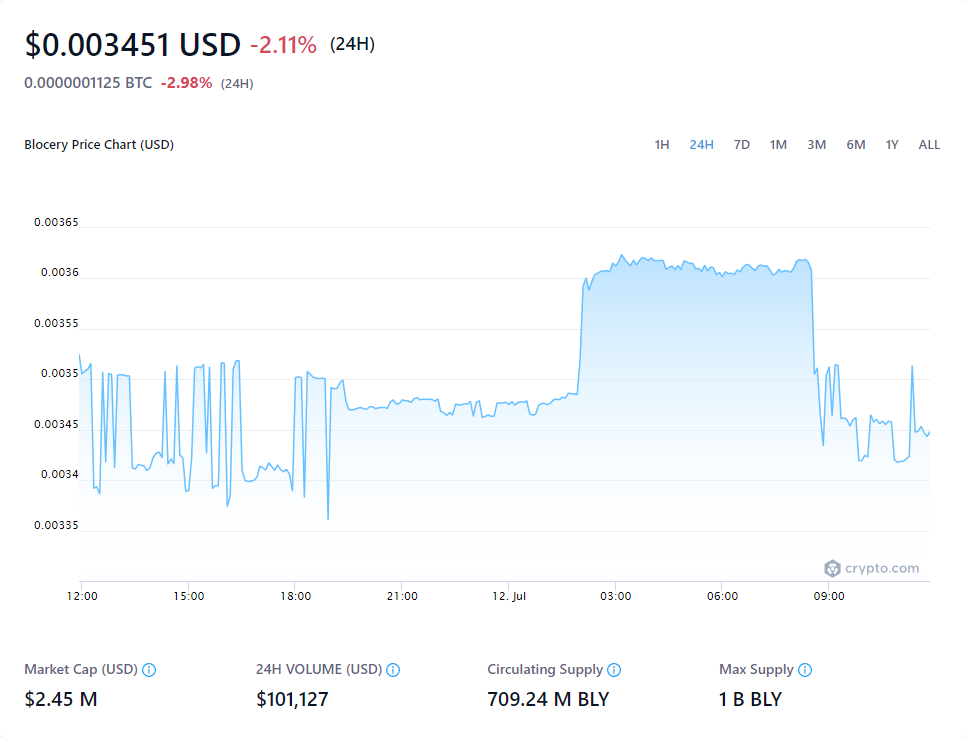 $0.003451 USD -2.11% (24H)
0.0000001125 BTC -2.98% (24H)
Blocery Price Chart (USD) 1H 24H 7D 1M 3M 6M 1Y ALL
0.00365
0.0036
0.00355
0.0035
0.00345
0.0034
0.00335
crypto.com
12:00 15:00 18:00 21:00 12. Jul 03:00 06:00 09:00
Market Cap (USD) 24H VOLUME (USD) Circulating Supply Max Supply
$2.45 M $101,127 709.24 M BLY 1 B BLY